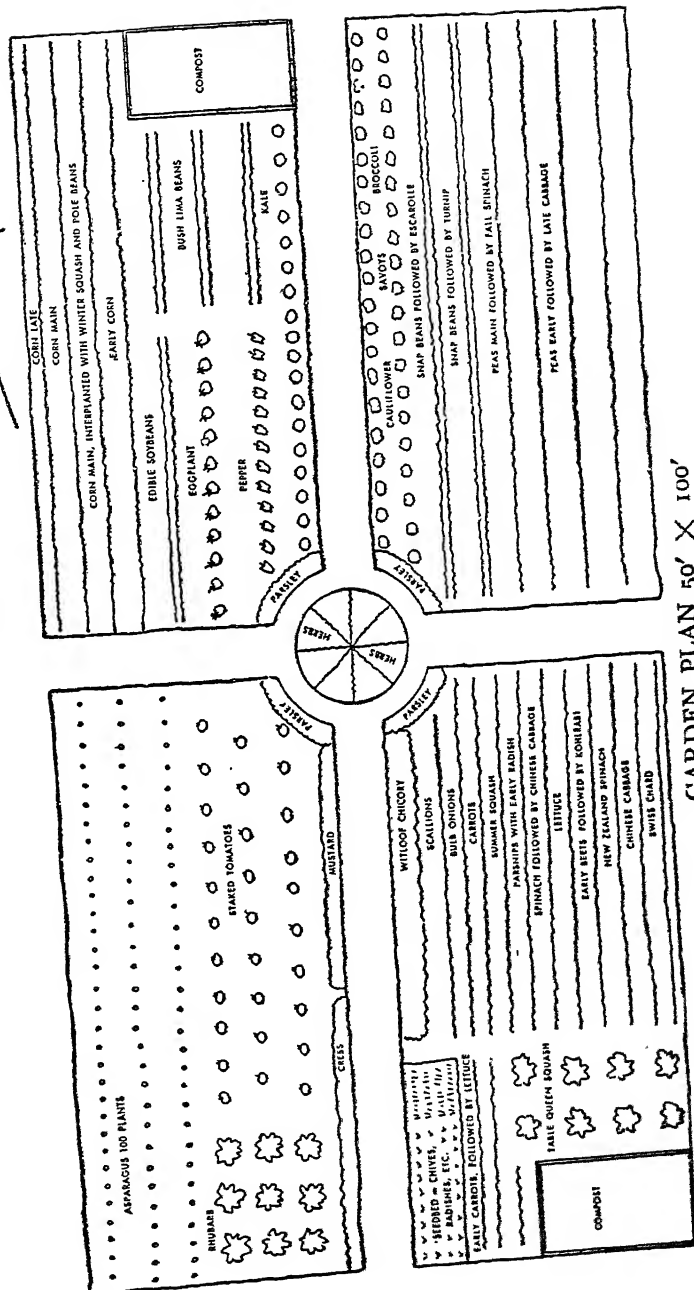 CORN LATE
CORN MAIN
CORN MAIN, INTERPLANTED WITH WINTER SQUASH AND POLE BEANS
EARLY CORN
EDIBLE SOYBEANS
BUSH LIMA BEANS
EGGPLANT
PEPPER
KALE
COMPOST
PARSLEY
BROCCOLI
SAVOYS
CAULIFLOWER
SNAP BEANS FOLLOWED BY ESCAROLLE
SNAP BEANS FOLLOWED BY TURNIP
PEAS MAIN FOLLOWED BY FALL SPINACH
PEAS EARLY FOLLOWED BY LATE CABBAGE
PARSLEY
HERBS
HERBS
ASPARAGUS 100 PLANTS
STAKED TOMATOES
RHUBARB
PARSLEY
MUSTARD
CRESS
PARSLEY
WITLOOF CHICORY
SCALLIONS
BULB ONIONS
CARROTS
SUMMER SQUASH
PARSNIPS WITH EARLY RADISH
SPINACH FOLLOWED BY CHINESE CABBAGE
LETTUCE
EARLY BEETS FOLLOWED BY KOHLRABI
NEW ZEALAND SPINACH
CHINESE CABBAGE
SWISS CHARD
SEEDBED — CHIVES,
RADISHES, ETC.
EARLY CARROTS, FOLLOWED BY LETTUCE
TABLE QUEEN SQUASH
COMPOST
GARDEN PLAN 50' X 100'